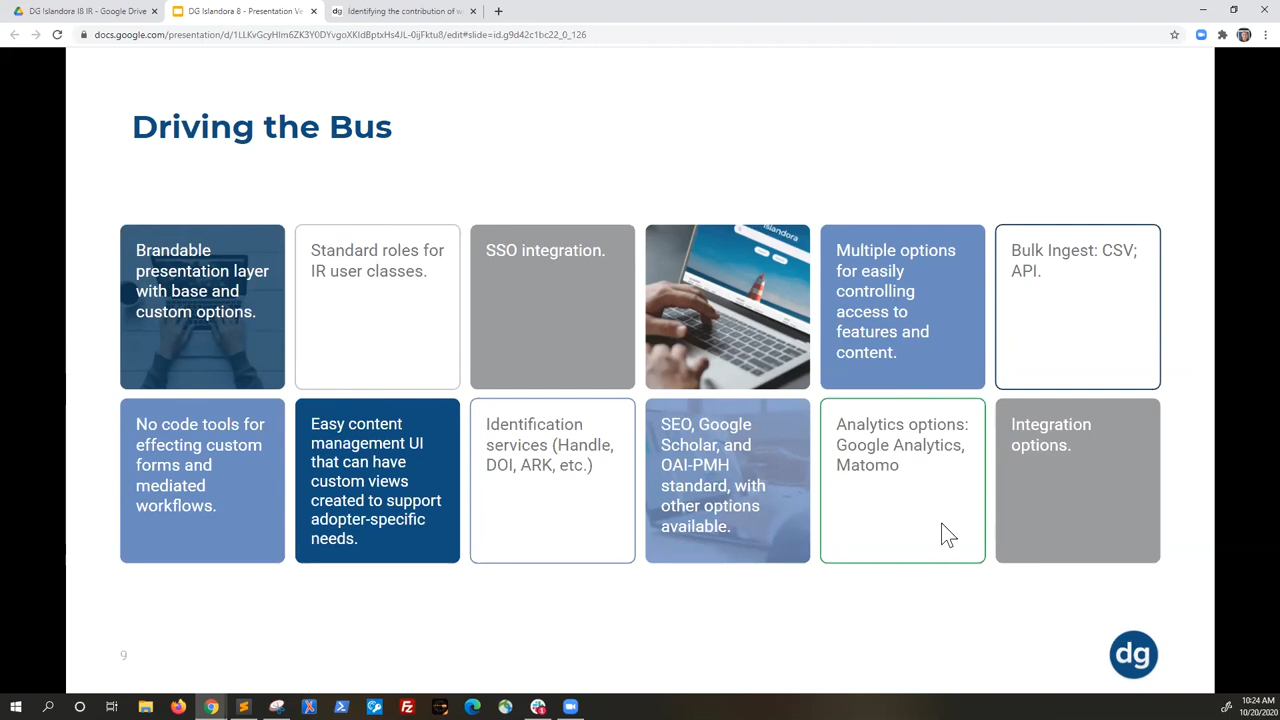 DG Islandora I8 IR - Google Drive
DG Islandora 8 - Presentation Ve
Identifying the contribution of w
docs.google.com/presentation/d/1LLKvGcyHIm6ZK3Y0DYvgoXKIdBptxHs4JL-0ijFktu8/edit#slide=id.g9d42c1bc22_0_126
Driving the Bus
Brandable
presentation layer
with base and
custom options.
Standard roles for
IR user classes.
SSO integration.
islandora
Multiple options
for easily
controlling
access to
features and
content.
Bulk Ingest: CSV;
API.
No code tools for
effecting custom
forms and
mediated
workflows.
Easy content
management UI
that can have
custom views
created to support
adopter-specific
needs.
Identification
services (Handle,
DOI, ARK, etc.)
SEO, Google
Scholar, and
OAI-PMH
standard, with
other options
available.
Analytics options:
Google Analytics,
Matomo
Integration
options.
9
dg
10:24 AM
10/20/2020